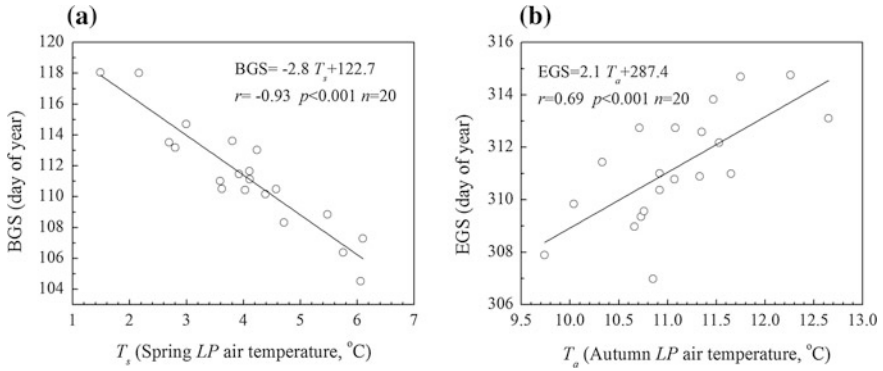 (a)
BGS= -2.8 Ts+122.7
r= -0.93 p<0.001 n=20
BGS (day of year)
120
118
116
114
112
110
108
106
104
1 2 3 4 5 6 7
Ts (Spring LP air temperature, °C)
(b)
EGS=2.1 Ta+287.4
r=0.69 p<0.001 n=20
EGS (day of year)
316
314
312
310
308
306
9.5 10.0 10.5 11.0 11.5 12.0 12.5 13.0
Ta (Autumn LP air temperature, °C)